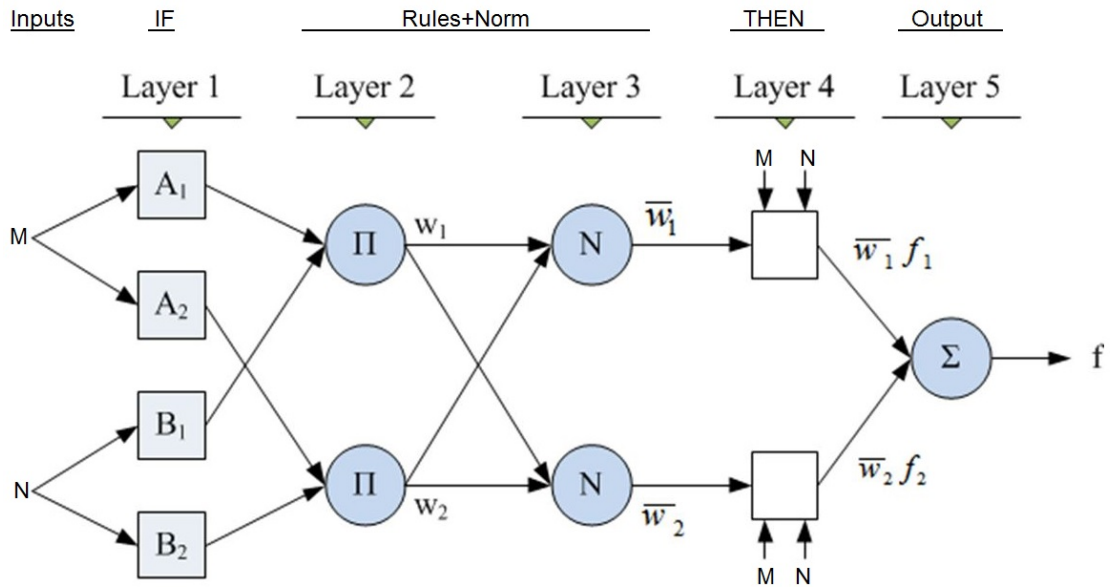 Inputs IF Rules+Norm THEN Output
Layer 1 Layer 2 Layer 3 Layer 4 Layer 5
M N
A₁
w₁ w̅₁
Π N
M
w̅₁ f₁
A₂
Σ f
B₁
w̅₂ f₂
N
Π N
w₂ w̅₂
B₂
M N